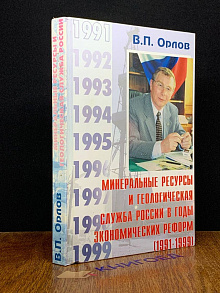 В.П. Орлов
1991
1992
1993
1994
1995
1996
1997
1999
МИНЕРАЛЬНЫЕ РЕСУРСЫ
И ГЕОЛОГИЧЕСКАЯ
СЛУЖБА РОССИИ В ГОДЫ
ЭКОНОМИЧЕСКИХ РЕФОРМ
(1991-1999)
В.П. Орлов